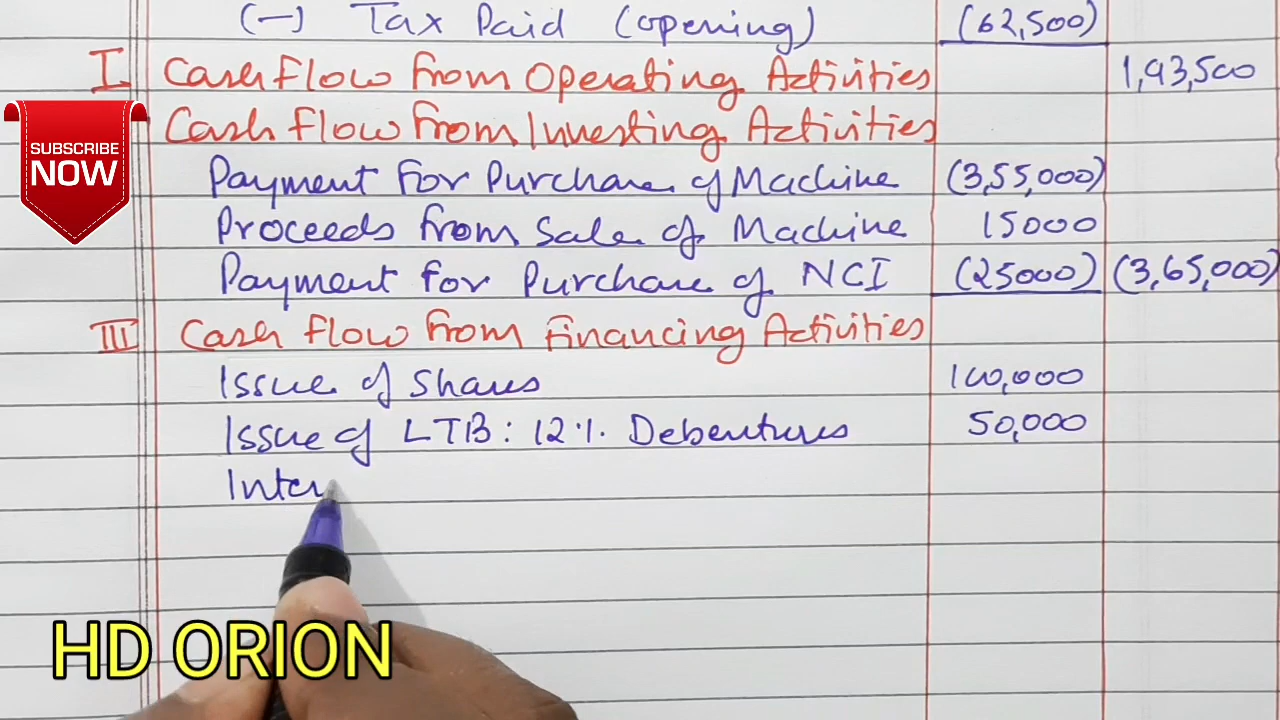 (-) Tax Paid (opening) (62,500)
I Cash flow from Operating Activities 1,93,500
Cash flow from Investing Activities
SUBSCRIBE
NOW
Payment for Purchase of Machine (3,55,000)
Proceeds from Sale of Machine 15000
Payment for Purchase of NCI (25000) (3,65,000)
III Cash flow from Financing Activities
Issue of Shares 100,000
Issue of LTB: 12%. Debentures 50,000
Inter
HD ORION